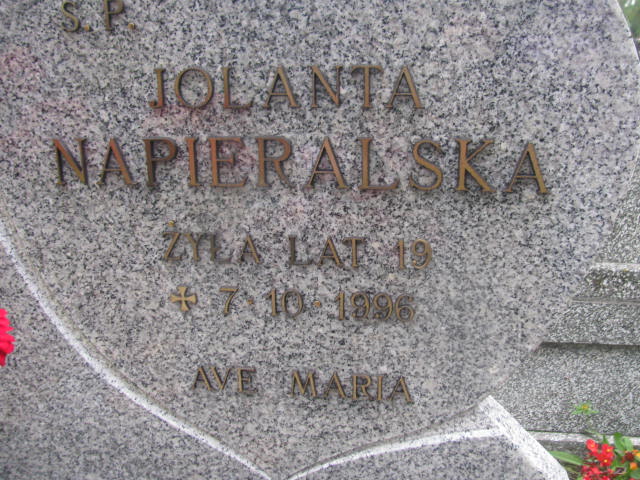 S.P.
JOLANTA
NAPIERALSKA
ŻYŁA LAT 19
7·10·1996
AVE MARIA